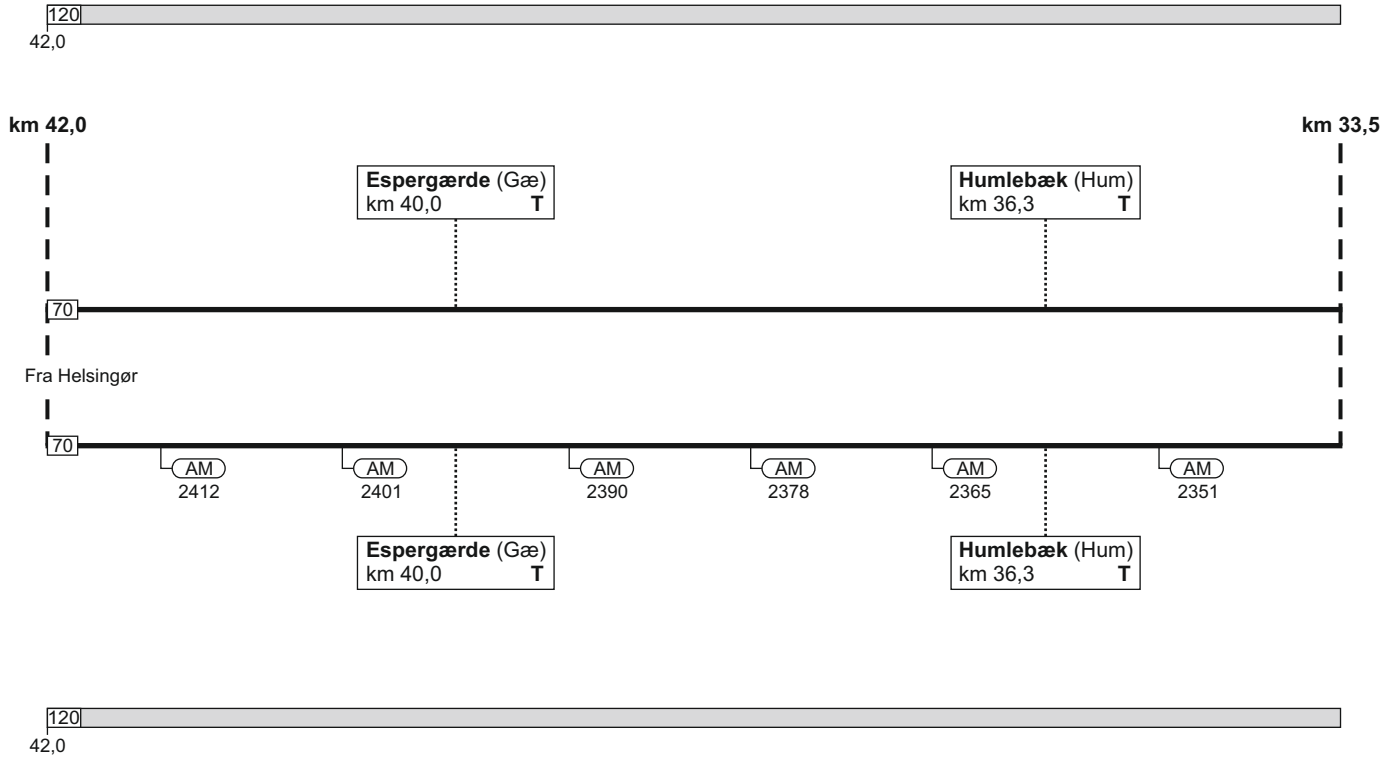 120
42,0
km 42,0
km 33,5
Espergærde (Gæ)
km 40,0 T
Humlebæk (Hum)
km 36,3 T
70
Fra Helsingør
70
AM
2412
AM
2401
AM
2390
AM
2378
AM
2365
AM
2351
Espergærde (Gæ)
km 40,0 T
Humlebæk (Hum)
km 36,3 T
120
42,0